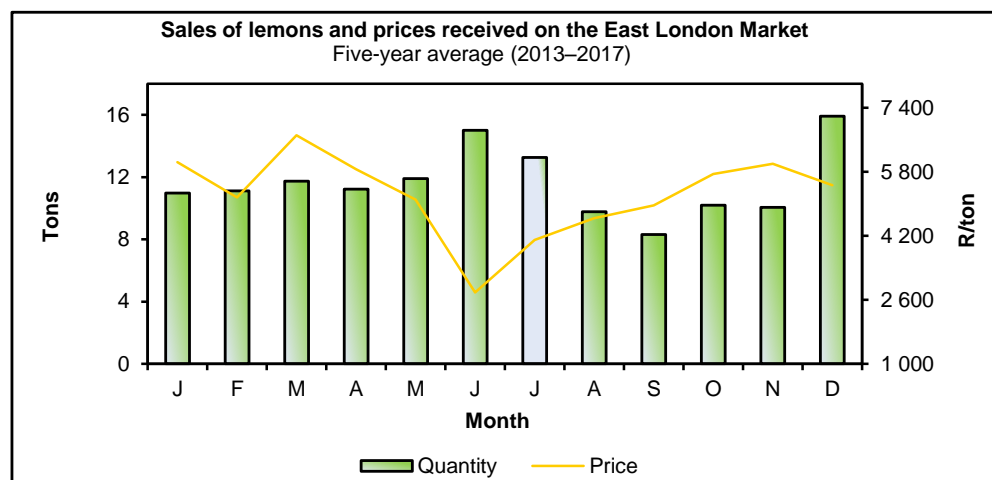 Sales of lemons and prices received on the East London Market
Five-year average (2013–2017)
Tons
16
12
8
4
0
7 400
5 800
4 200
2 600
1 000
R/ton
J F M A M J J A S O N D
Month
Quantity Price